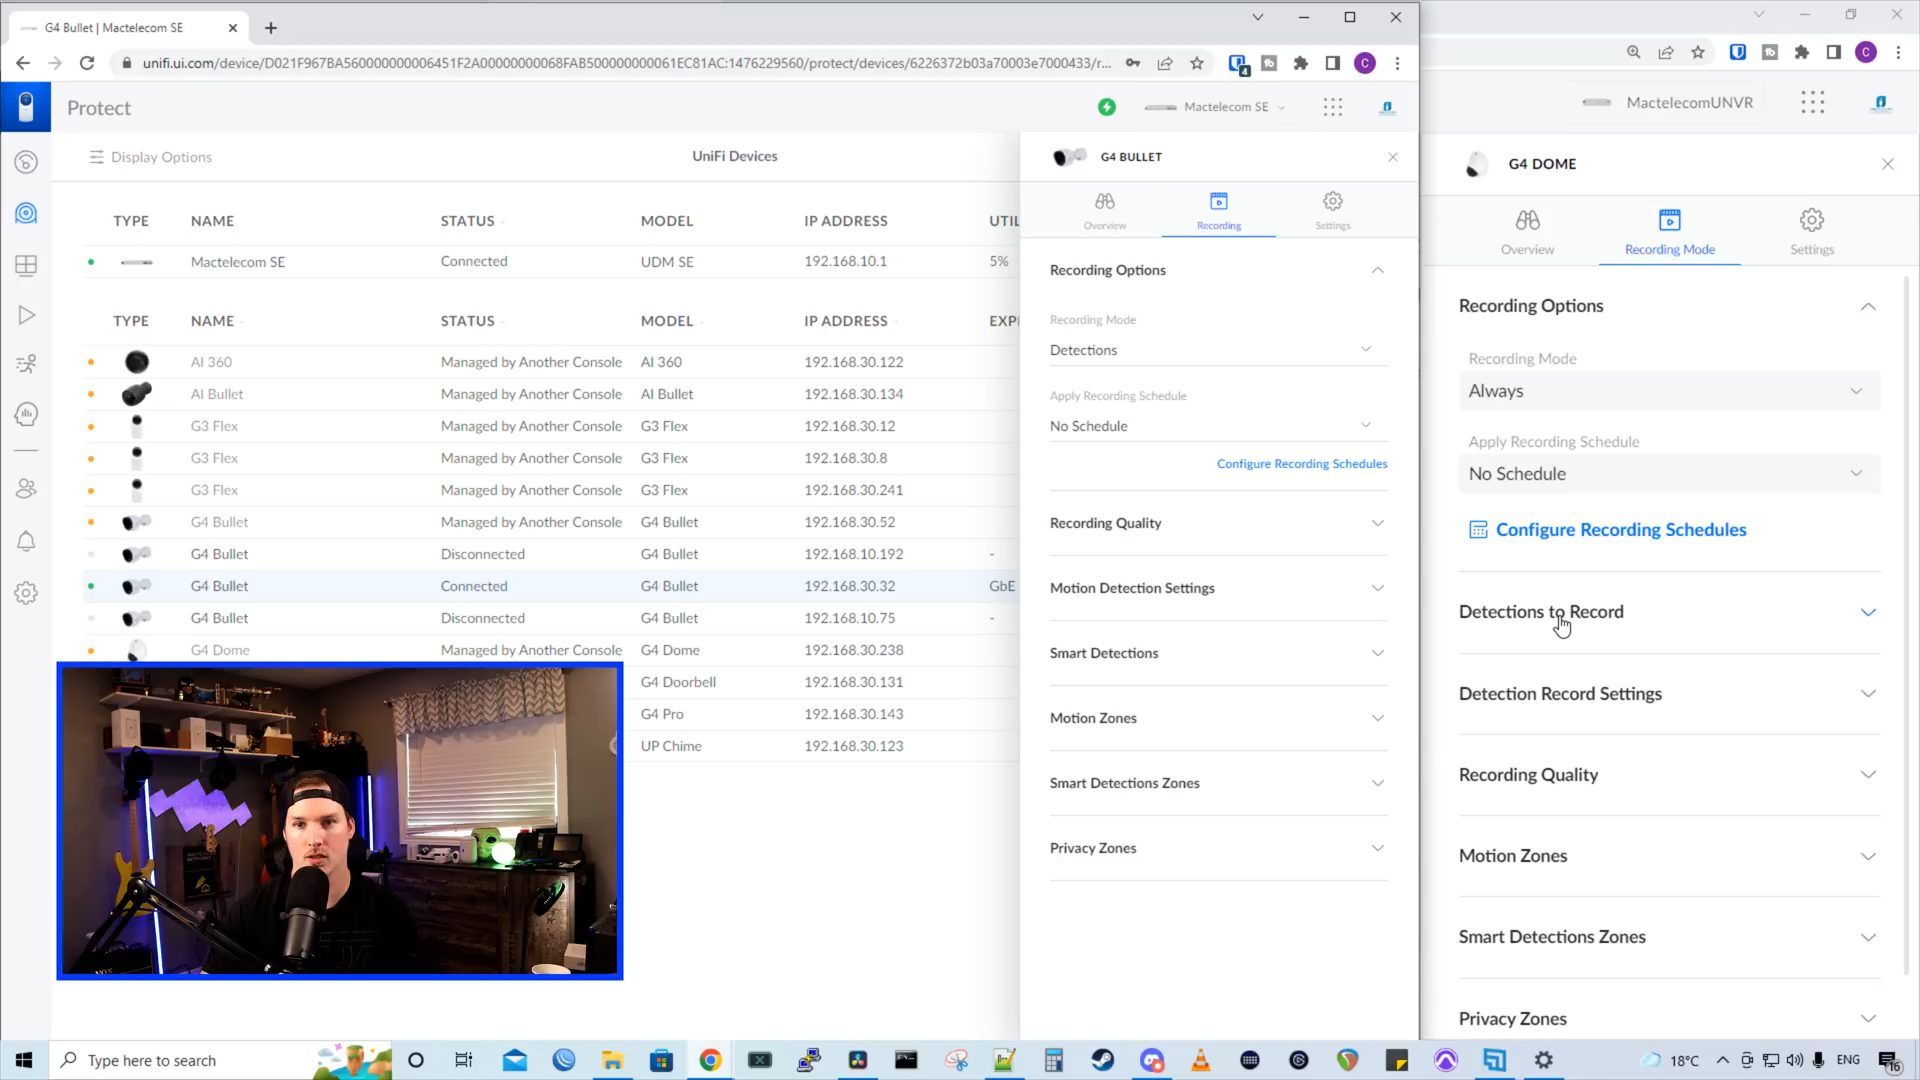 G4 Bullet | Mactelecom SE
unifi.ui.com/device/D021F967BA560000000006451F2A00000000068FAB500000000061EC81AC:1476229560/protect/devices/6226372b03a70003e7000433/r...
4
C
C
Protect
Mactelecom SE
MactelecomUNVR
Display Options
UniFi Devices
TYPE NAME STATUS MODEL IP ADDRESS UTIL
Mactelecom SE Connected UDM SE 192.168.10.1 5%
TYPE NAME STATUS MODEL IP ADDRESS EXPI
AI 360 Managed by Another Console AI 360 192.168.30.122
AI Bullet Managed by Another Console AI Bullet 192.168.30.134
G3 Flex Managed by Another Console G3 Flex 192.168.30.12
G3 Flex Managed by Another Console G3 Flex 192.168.30.8
G3 Flex Managed by Another Console G3 Flex 192.168.30.241
G4 Bullet Managed by Another Console G4 Bullet 192.168.30.52
G4 Bullet Disconnected G4 Bullet 192.168.10.192 -
G4 Bullet Connected G4 Bullet 192.168.30.32 GbE
G4 Bullet Disconnected G4 Bullet 192.168.10.75 -
G4 Dome Managed by Another Console G4 Dome 192.168.30.238
G4 Doorbell 192.168.30.131
G4 Pro 192.168.30.143
UP Chime 192.168.30.123
G4 BULLET
Overview Recording Settings
Recording Options
Recording Mode
Detections
Apply Recording Schedule
No Schedule
Configure Recording Schedules
Recording Quality
Motion Detection Settings
Smart Detections
Motion Zones
Smart Detections Zones
Privacy Zones
G4 DOME
Overview Recording Mode Settings
Recording Options
Recording Mode
Always
Apply Recording Schedule
No Schedule
Configure Recording Schedules
Detections to Record
Detection Record Settings
Recording Quality
Motion Zones
Smart Detections Zones
Privacy Zones
Type here to search
18°C
ENG
16